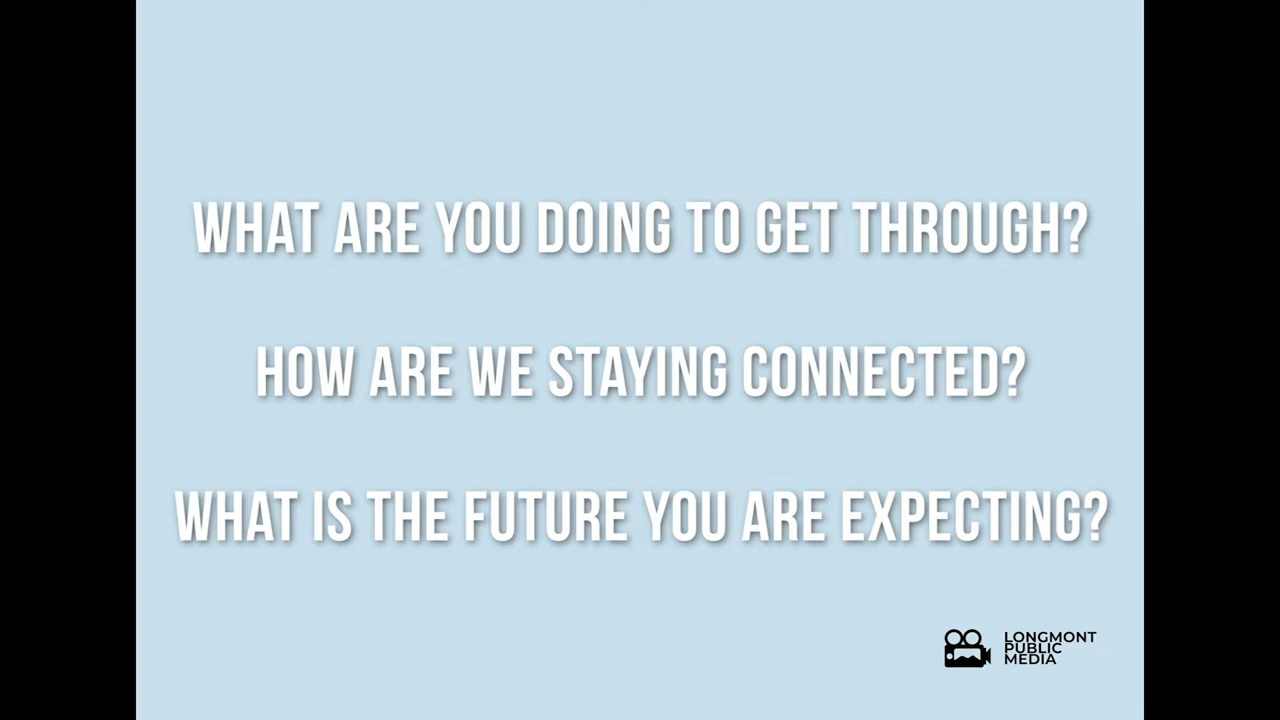 WHAT ARE YOU DOING TO GET THROUGH?
HOW ARE WE STAYING CONNECTED?
WHAT IS THE FUTURE YOU ARE EXPECTING?
LONGMONT
PUBLIC
MEDIA